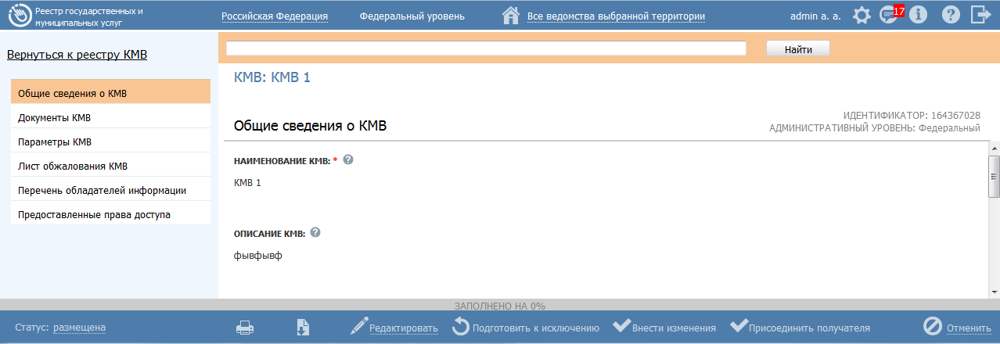 Реестр государственных и
муниципальных услуг
Российская Федерация Федеральный уровень Все ведомства выбранной территории admin a. a. 17
Вернуться к реестру КМВ
Найти
КМВ: КМВ 1
Общие сведения о КМВ
Документы КМВ
Параметры КМВ
Лист обжалования КМВ
Перечень обладателей информации
Предоставленные права доступа
Общие сведения о КМВ
ИДЕНТИФИКАТОР: 164367028
АДМИНИСТРАТИВНЫЙ УРОВЕНЬ: Федеральный
НАИМЕНОВАНИЕ КМВ: * ?
КМВ 1
ОПИСАНИЕ КМВ: ?
фывфывф
ЗАПОЛНЕНО НА 0%
Статус: размещена Редактировать Подготовить к исключению Внести изменения Присоединить получателя Отменить